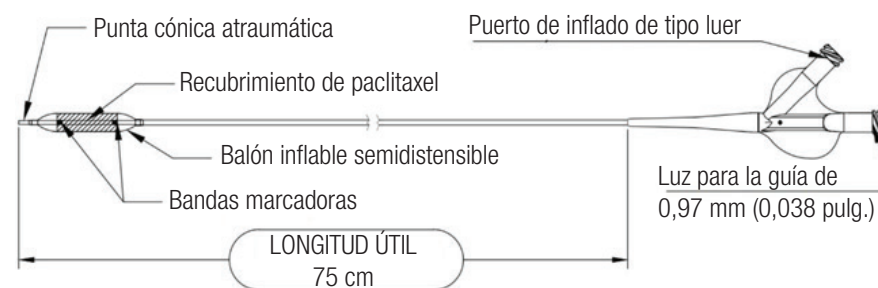 Punta cónica atraumática
Puerto de inflado de tipo luer
Recubrimiento de paclitaxel
Balón inflable semidistensible
Bandas marcadoras
Luz para la guía de
0,97 mm (0,038 pulg.)
LONGITUD ÚTIL
75 cm